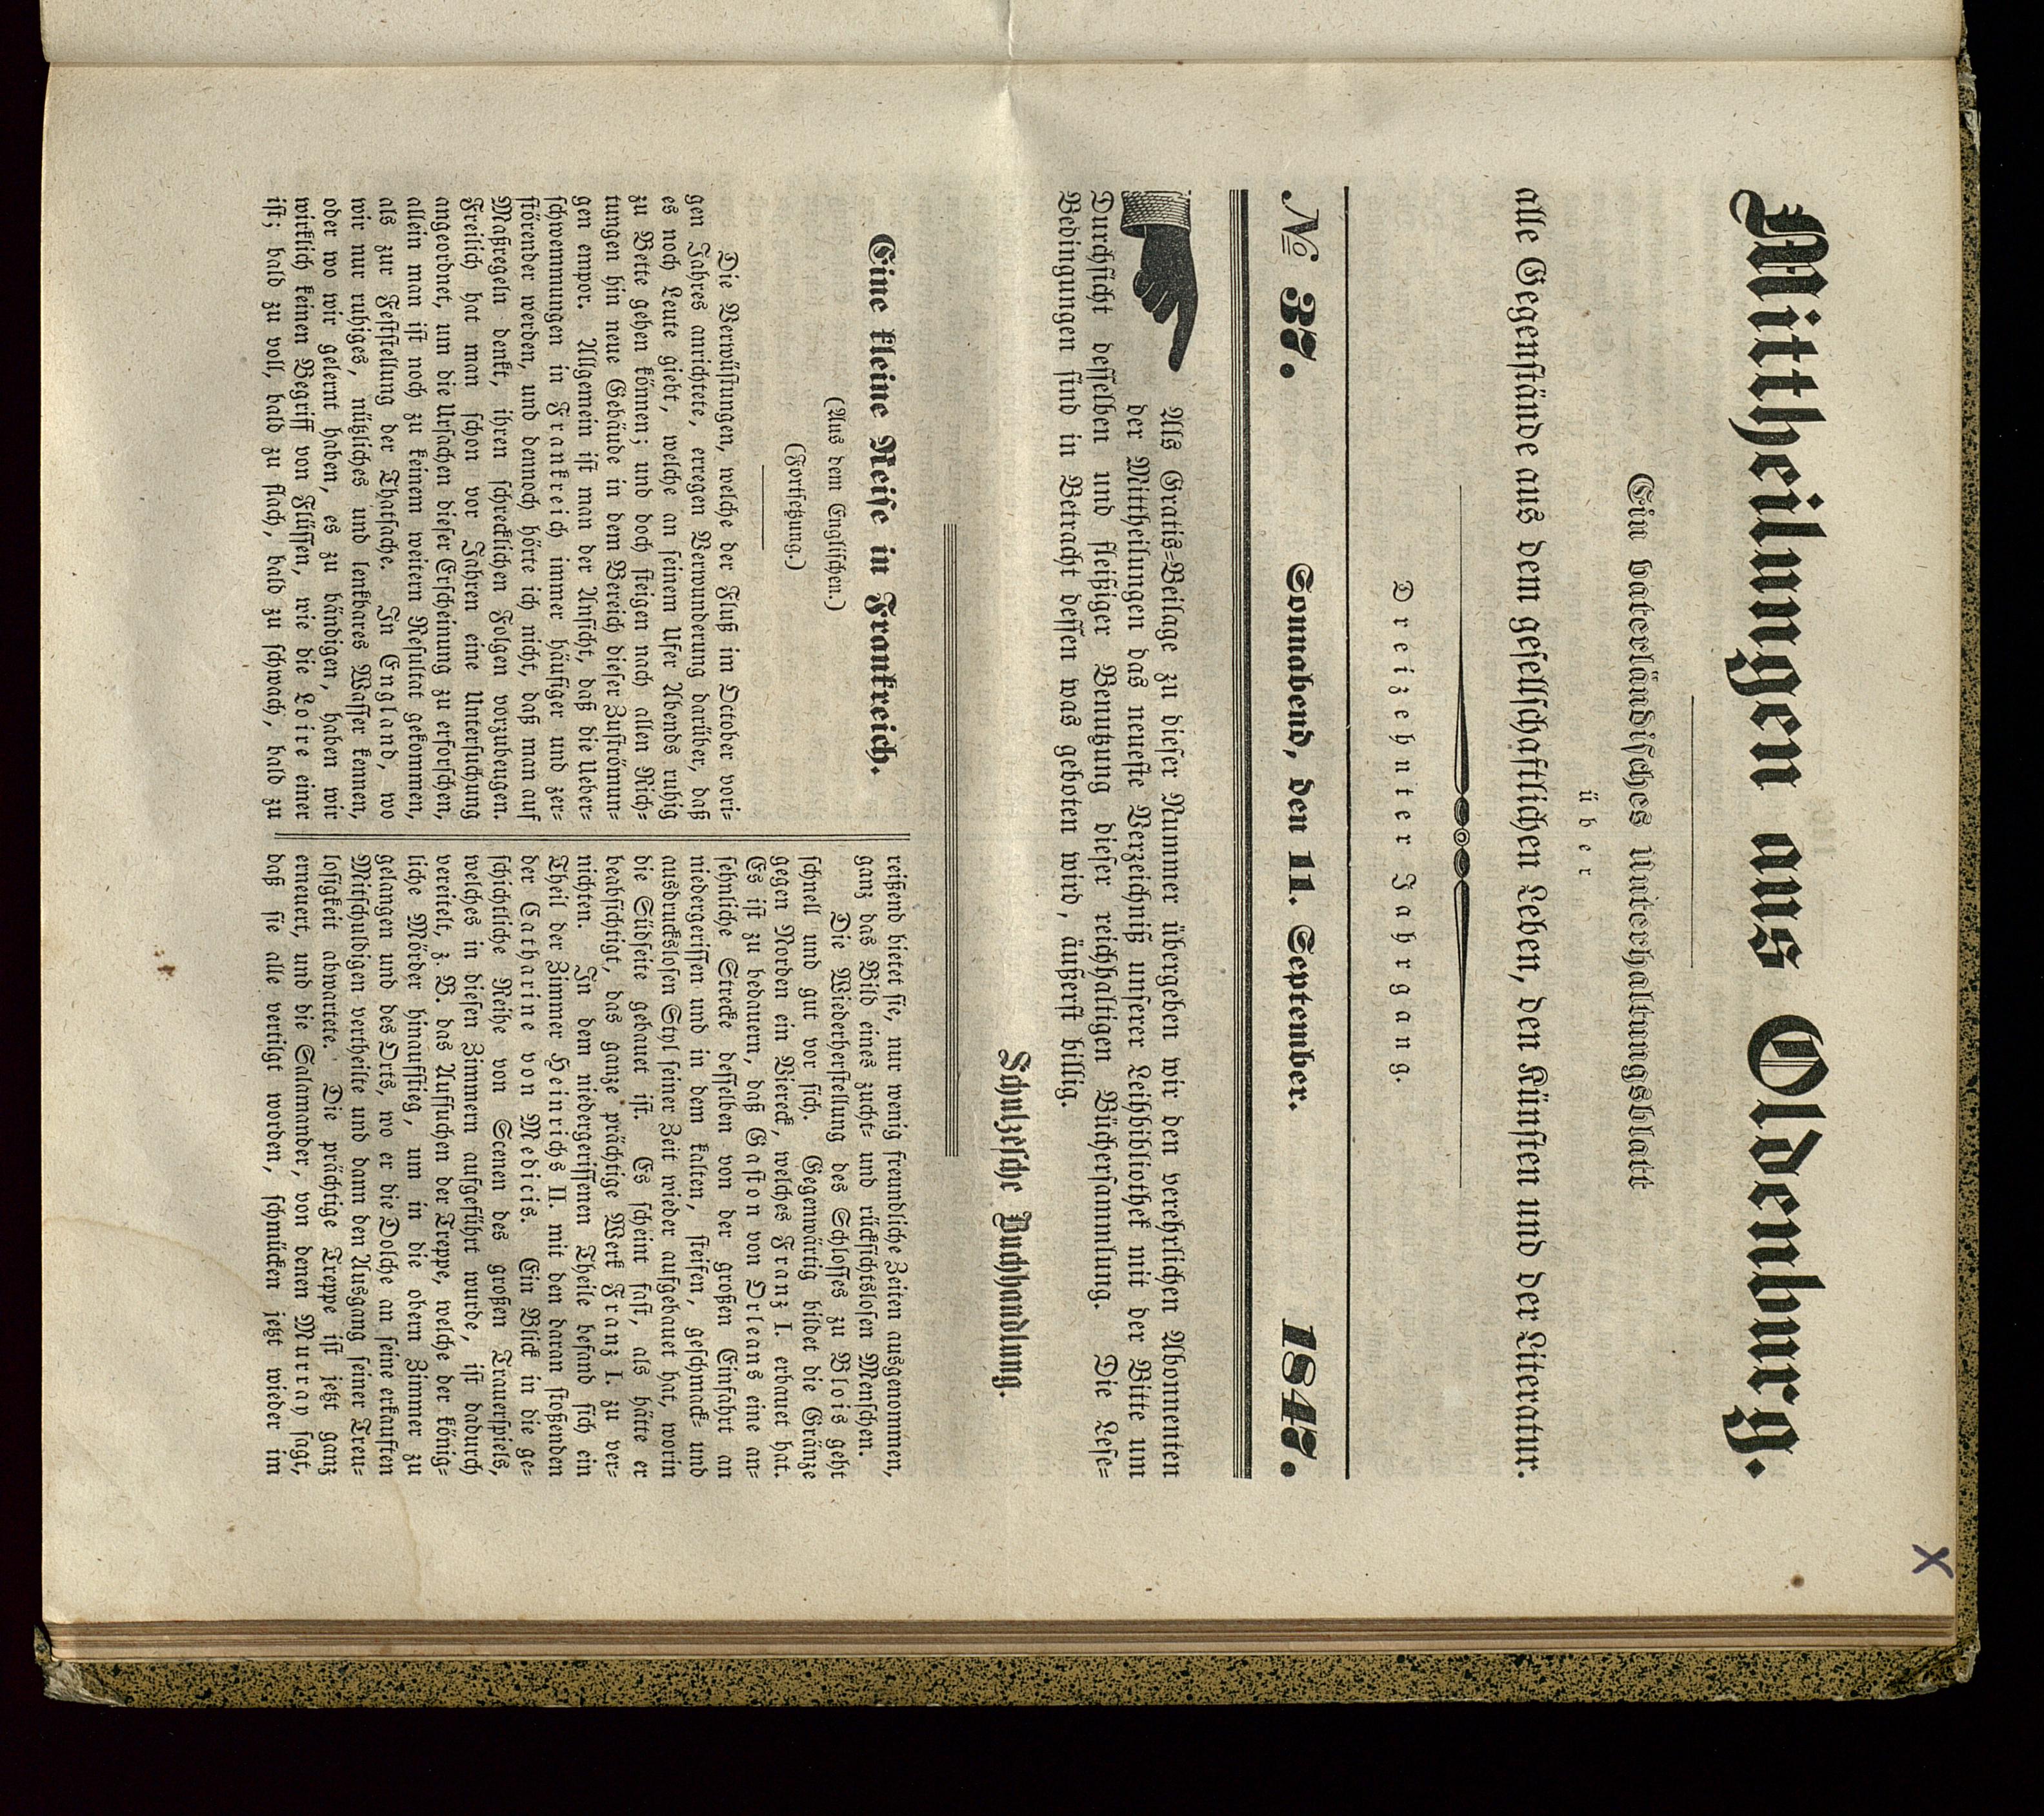 Mittheilungen aus Oldenburg.
Ein vaterländisches Unterhaltungsblatt
über
alle Gegenstände aus dem gesellschaftlichen Leben, den Künsten und der Literatur.
Dreizehnter Jahrgang.
№ 37. Sonnabend, den 11. September. 1847.
Als Gratis-Beilage zu dieser Nummer übergeben wir den verehrlichen Abonnenten
der Mittheilungen das neueste Verzeichniß unserer Leihbibliothek mit der Bitte um
Durchsicht desselben und fleißiger Benutzung dieser reichhaltigen Büchersammlung. Die Lese-
Bedingungen sind in Betracht dessen was geboten wird, äußerst billig.
Schulzesche Buchhandlung.
Eine kleine Reise in Frankreich.
(Aus dem Englischen.)
(Fortsetzung.)
Die Verwüstungen, welche der Fluß im October vori-
gen Jahres anrichtete, erregen Verwunderung darüber, daß
es noch Leute giebt, welche an seinem Ufer Abends ruhig
zu Bette gehen können; und doch steigen nach allen Rich-
tungen hin neue Gebäude in dem Bereich dieser Zuströmun-
gen empor. Allgemein ist man der Ansicht, daß die Ueber-
schwemmungen in Frankreich immer häufiger und zer-
störender werden, und dennoch hörte ich nicht, daß man auf
Maßregeln denkt, ihren schrecklichen Folgen vorzubeugen.
Freilich hat man schon vor Jahren eine Untersuchung
angeordnet, um die Ursachen dieser Erscheinung zu erforschen,
allein man ist noch zu keinem weitern Resultat gekommen,
als zur Feststellung der Thatsache. In England, wo
wir nur ruhiges, nützliches und lenkbares Wasser kennen,
oder wo wir gelernt haben, es zu bändigen, haben wir
wirklich keinen Begriff von Flüssen, wie die Loire einer
ist; bald zu voll, bald zu flach, bald zu schwach, bald zu
reißend bietet sie, nur wenig freundliche Zeiten ausgenommen,
ganz das Bild eines zucht- und rücksichtslosen Menschen.
Die Wiederherstellung des Schlosses zu Blois geht
schnell und gut vor sich. Gegenwärtig bildet die Gränze
gegen Norden ein Viereck, welches Franz I. erbauet hat.
Es ist zu bedauern, daß Gaston von Orleans eine an-
sehnliche Strecke desselben von der großen Einfahrt an
niedergerissen und in dem kalten, steifen, geschmack- und
ausdruckslosen Styl seiner Zeit wieder aufgebauet hat, worin
die Südseite gebauet ist. Es scheint fast, als hätte er
beabsichtigt, das ganze prächtige Werk Franz I. zu ver-
nichten. In dem niedergerissenen Theile befand sich ein
Theil der Zimmer Heinrichs II. mit den daran stoßenden
der Catharine von Medicis. Ein Blick in die ge-
schichtliche Reihe von Scenen des großen Trauerspiels,
welches in diesen Zimmern aufgeführt wurde, ist dadurch
vereitelt, z. B. das Aufsuchen der Treppe, welche der könig-
liche Mörder hinaufstieg, um in die obern Zimmer zu
gelangen und des Orts, wo er die Dolche an seine erkauften
Mitschuldigen vertheilte und dann den Ausgang seiner Treu-
losigkeit abwartete. Die prächtige Treppe ist jetzt ganz
erneuert, und die Salamander, von denen Murray sagt,
daß sie alle vertilgt worden, schmücken jetzt wieder im
X